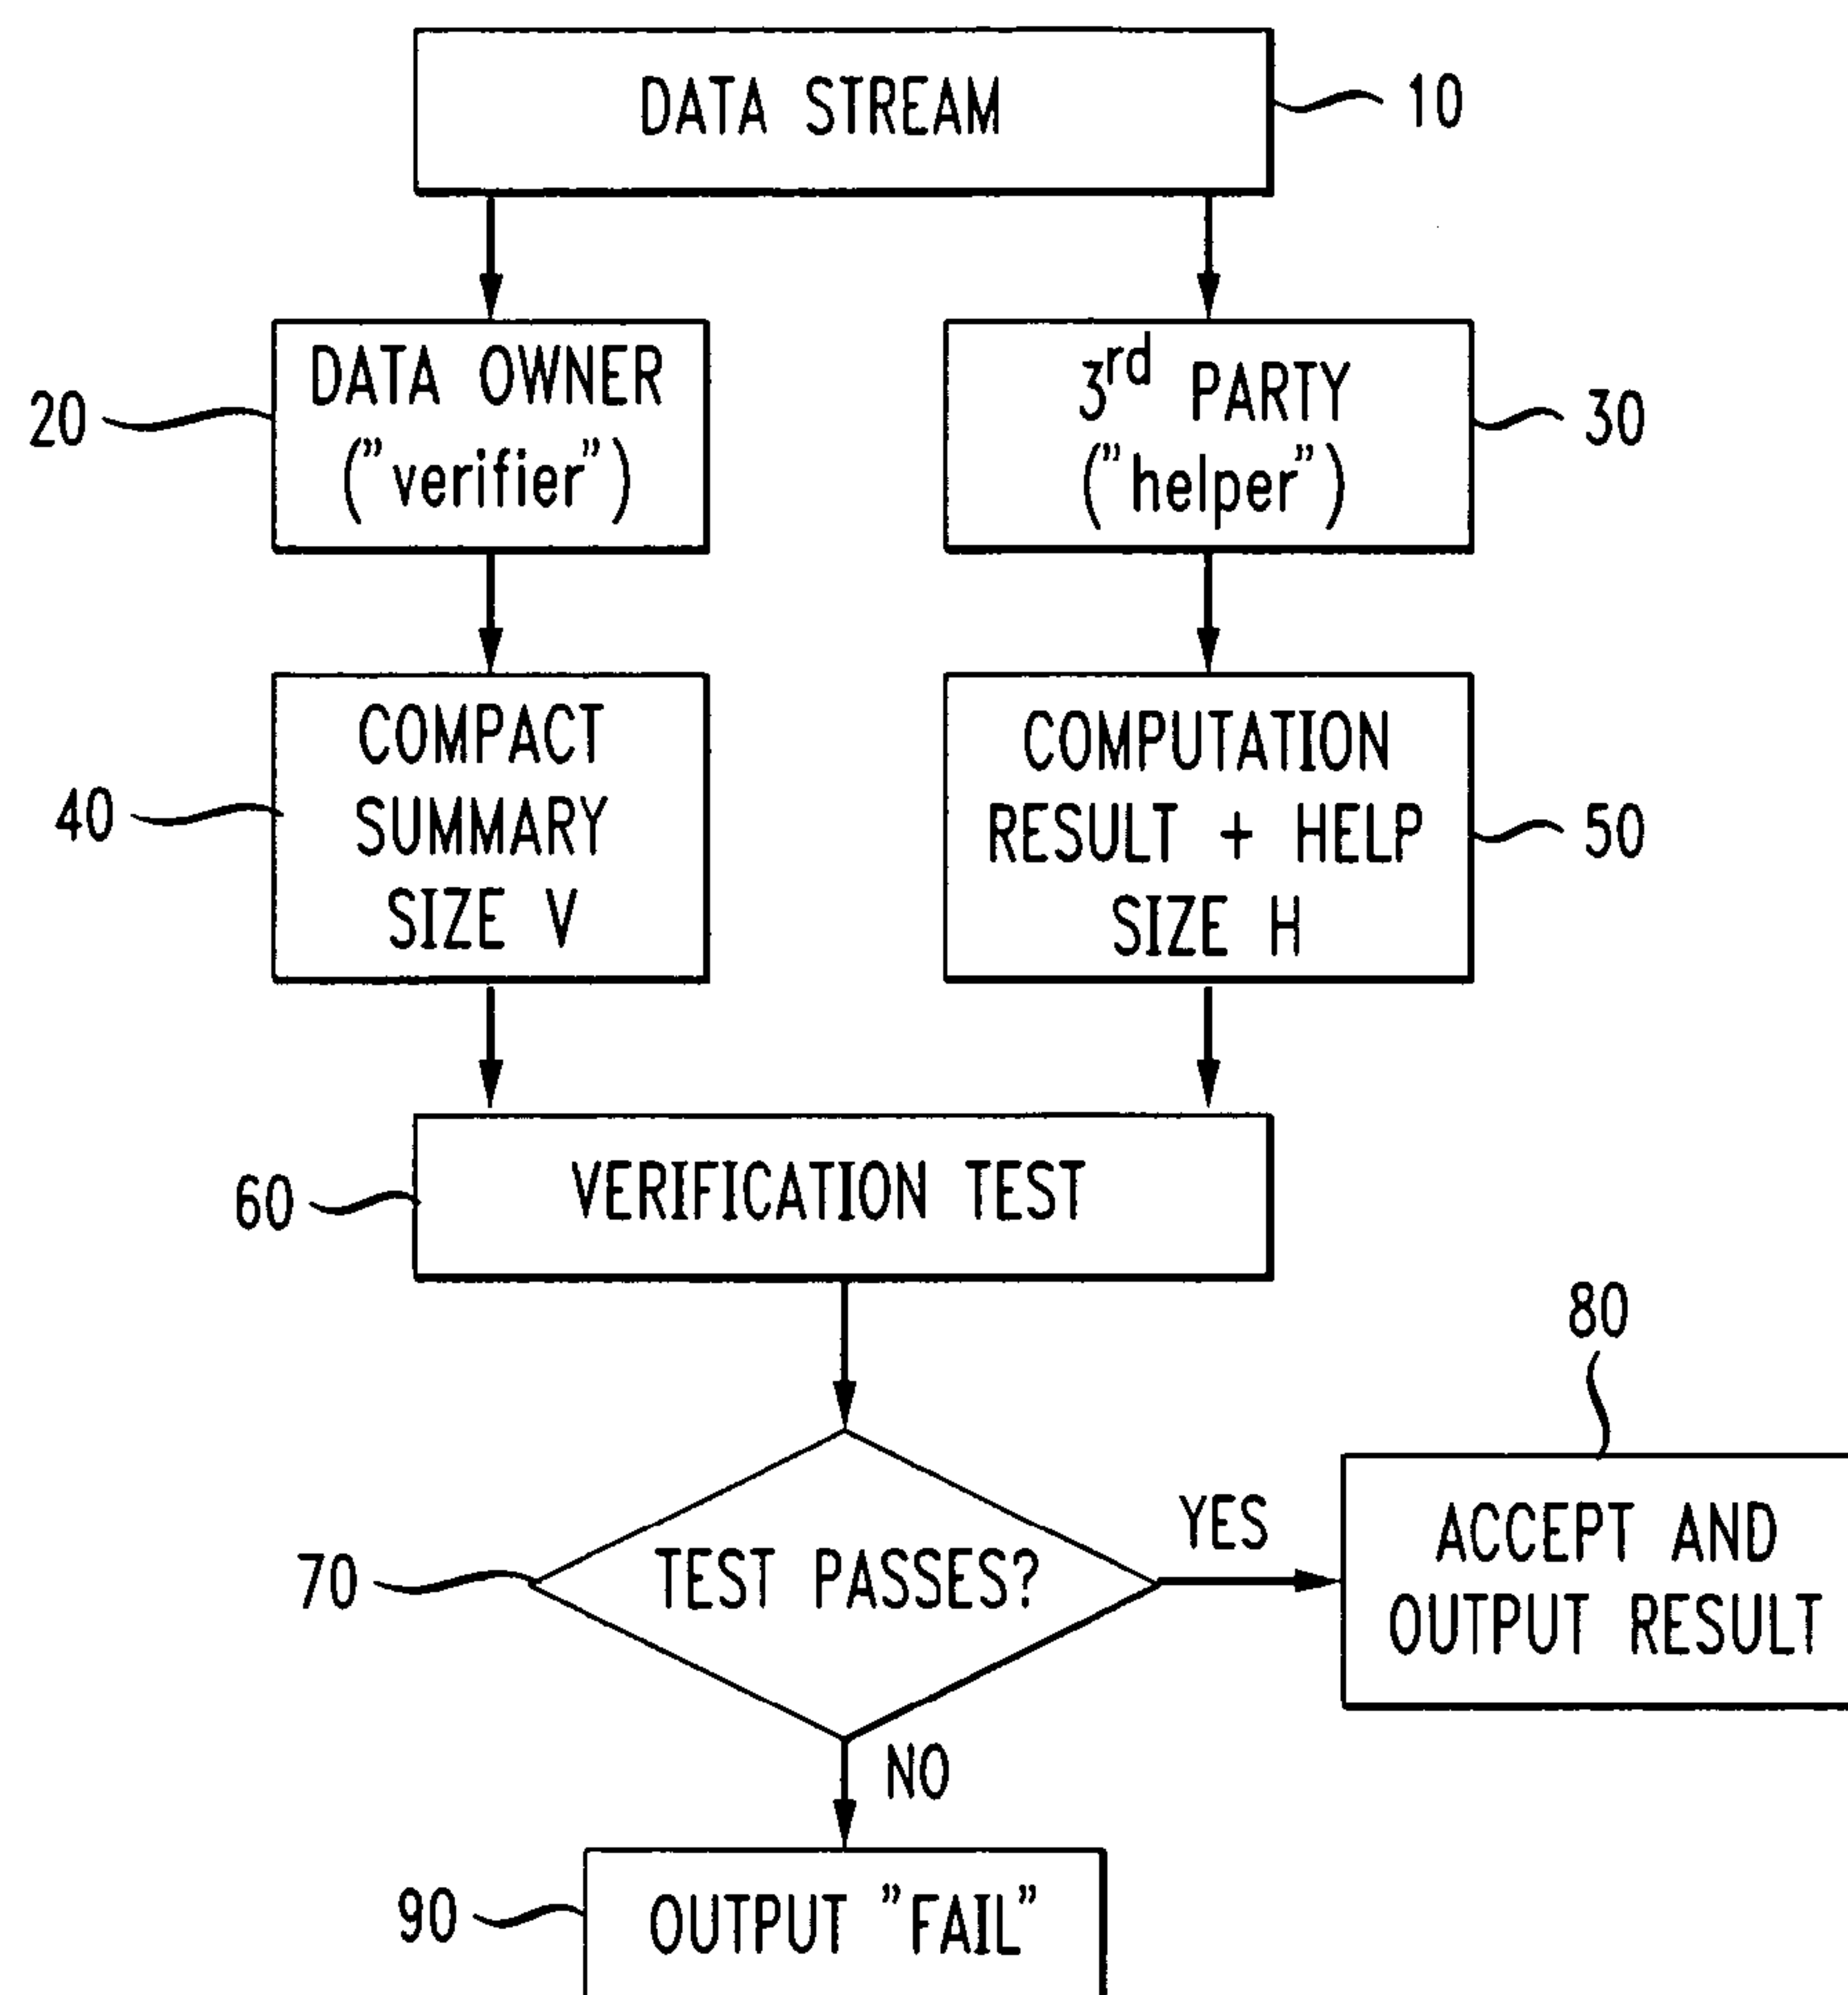 DATA STREAM
10
DATA OWNER
("verifier")
20
3rd PARTY
("helper")
30
COMPACT
SUMMARY
SIZE V
40
COMPUTATION
RESULT + HELP
SIZE H
50
VERIFICATION TEST
60
80
TEST PASSES?
70
YES
ACCEPT AND
OUTPUT RESULT
NO
OUTPUT "FAIL"
90